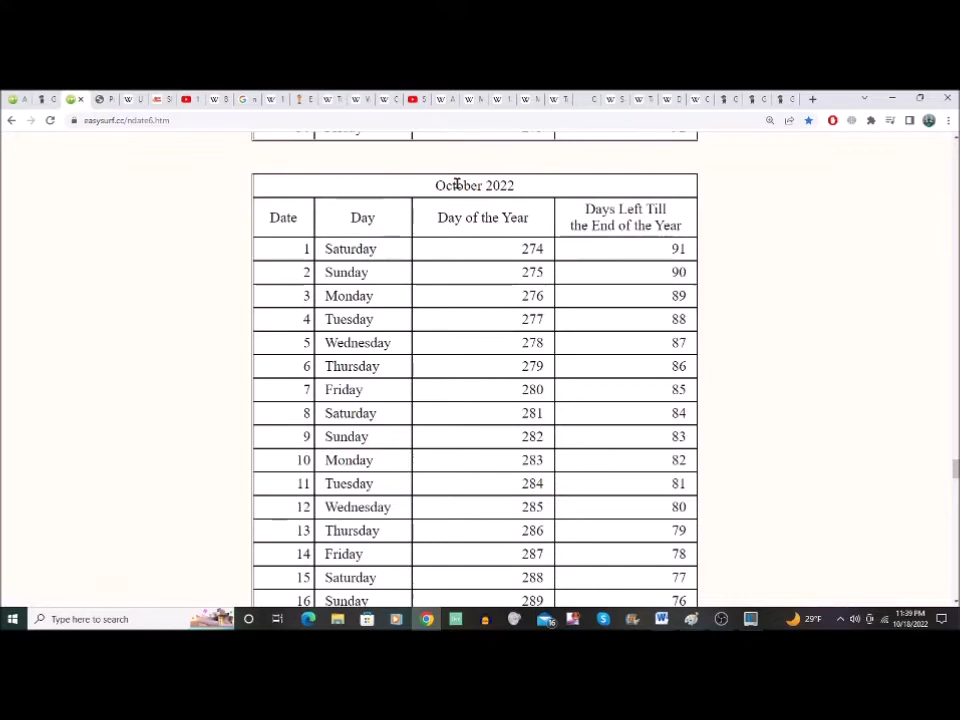 easysurf.cc/ndate6.htm
October 2022
Date Day Day of the Year Days Left Till
the End of the Year
1 Saturday 274 91
2 Sunday 275 90
3 Monday 276 89
4 Tuesday 277 88
5 Wednesday 278 87
6 Thursday 279 86
7 Friday 280 85
8 Saturday 281 84
9 Sunday 282 83
10 Monday 283 82
11 Tuesday 284 81
12 Wednesday 285 80
13 Thursday 286 79
14 Friday 287 78
15 Saturday 288 77
16 Sunday 289 76
Type here to search
16
29°F
11:39 PM
10/18/2022